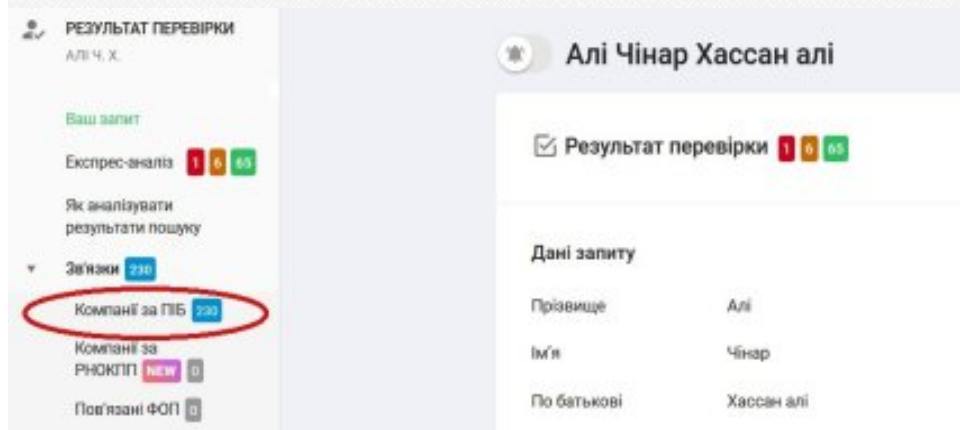 РЕЗУЛЬТАТ ПЕРЕВІРКИ
АЛІ Ч. Х.
Ваш запит
Експрес-аналіз 1 6 65
Як аналізувати
результати пошуку
Зв'язки 230
Компанії за ПІБ 230
Компанії за
РНОКПП NEW 0
Пов'язані ФОП 0
Алі Чінар Хассан алі
Результат перевірки 1 6 65
Дані запиту
Прізвище Алі
Ім'я Чінар
По батькові Хассан алі